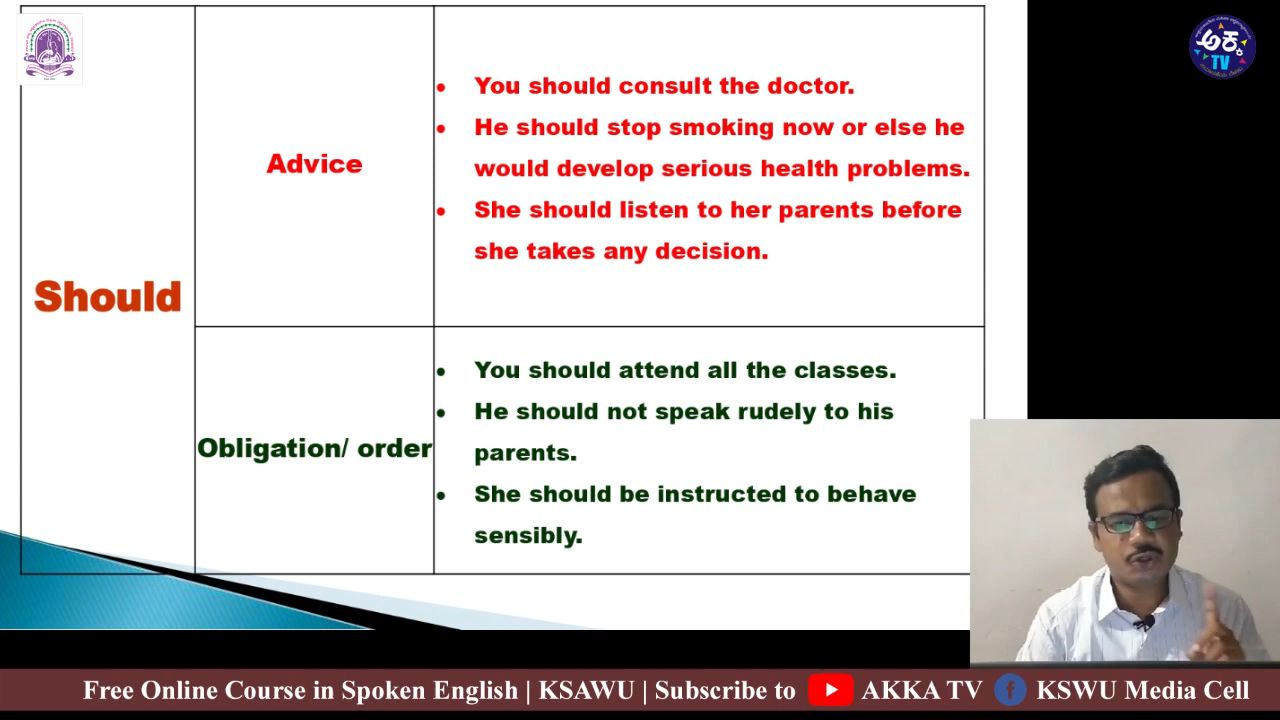 ಅಕ್ಕ
TV
Should
Advice
• You should consult the doctor.
• He should stop smoking now or else he
would develop serious health problems.
• She should listen to her parents before
she takes any decision.
Obligation/ order
• You should attend all the classes.
• He should not speak rudely to his
parents.
• She should be instructed to behave
sensibly.
Free Online Course in Spoken English | KSAWU | Subscribe to AKKA TV f KSWU Media Cell